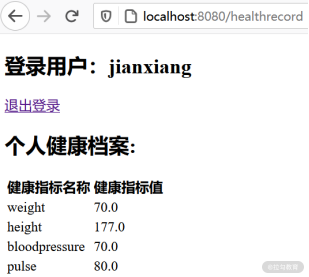 localhost:8080/healthrecord
登录用户：jianxiang
退出登录
个人健康档案:
健康指标名称 健康指标值
weight 70.0
height 177.0
bloodpressure 70.0
pulse 80.0
@拉勾教育